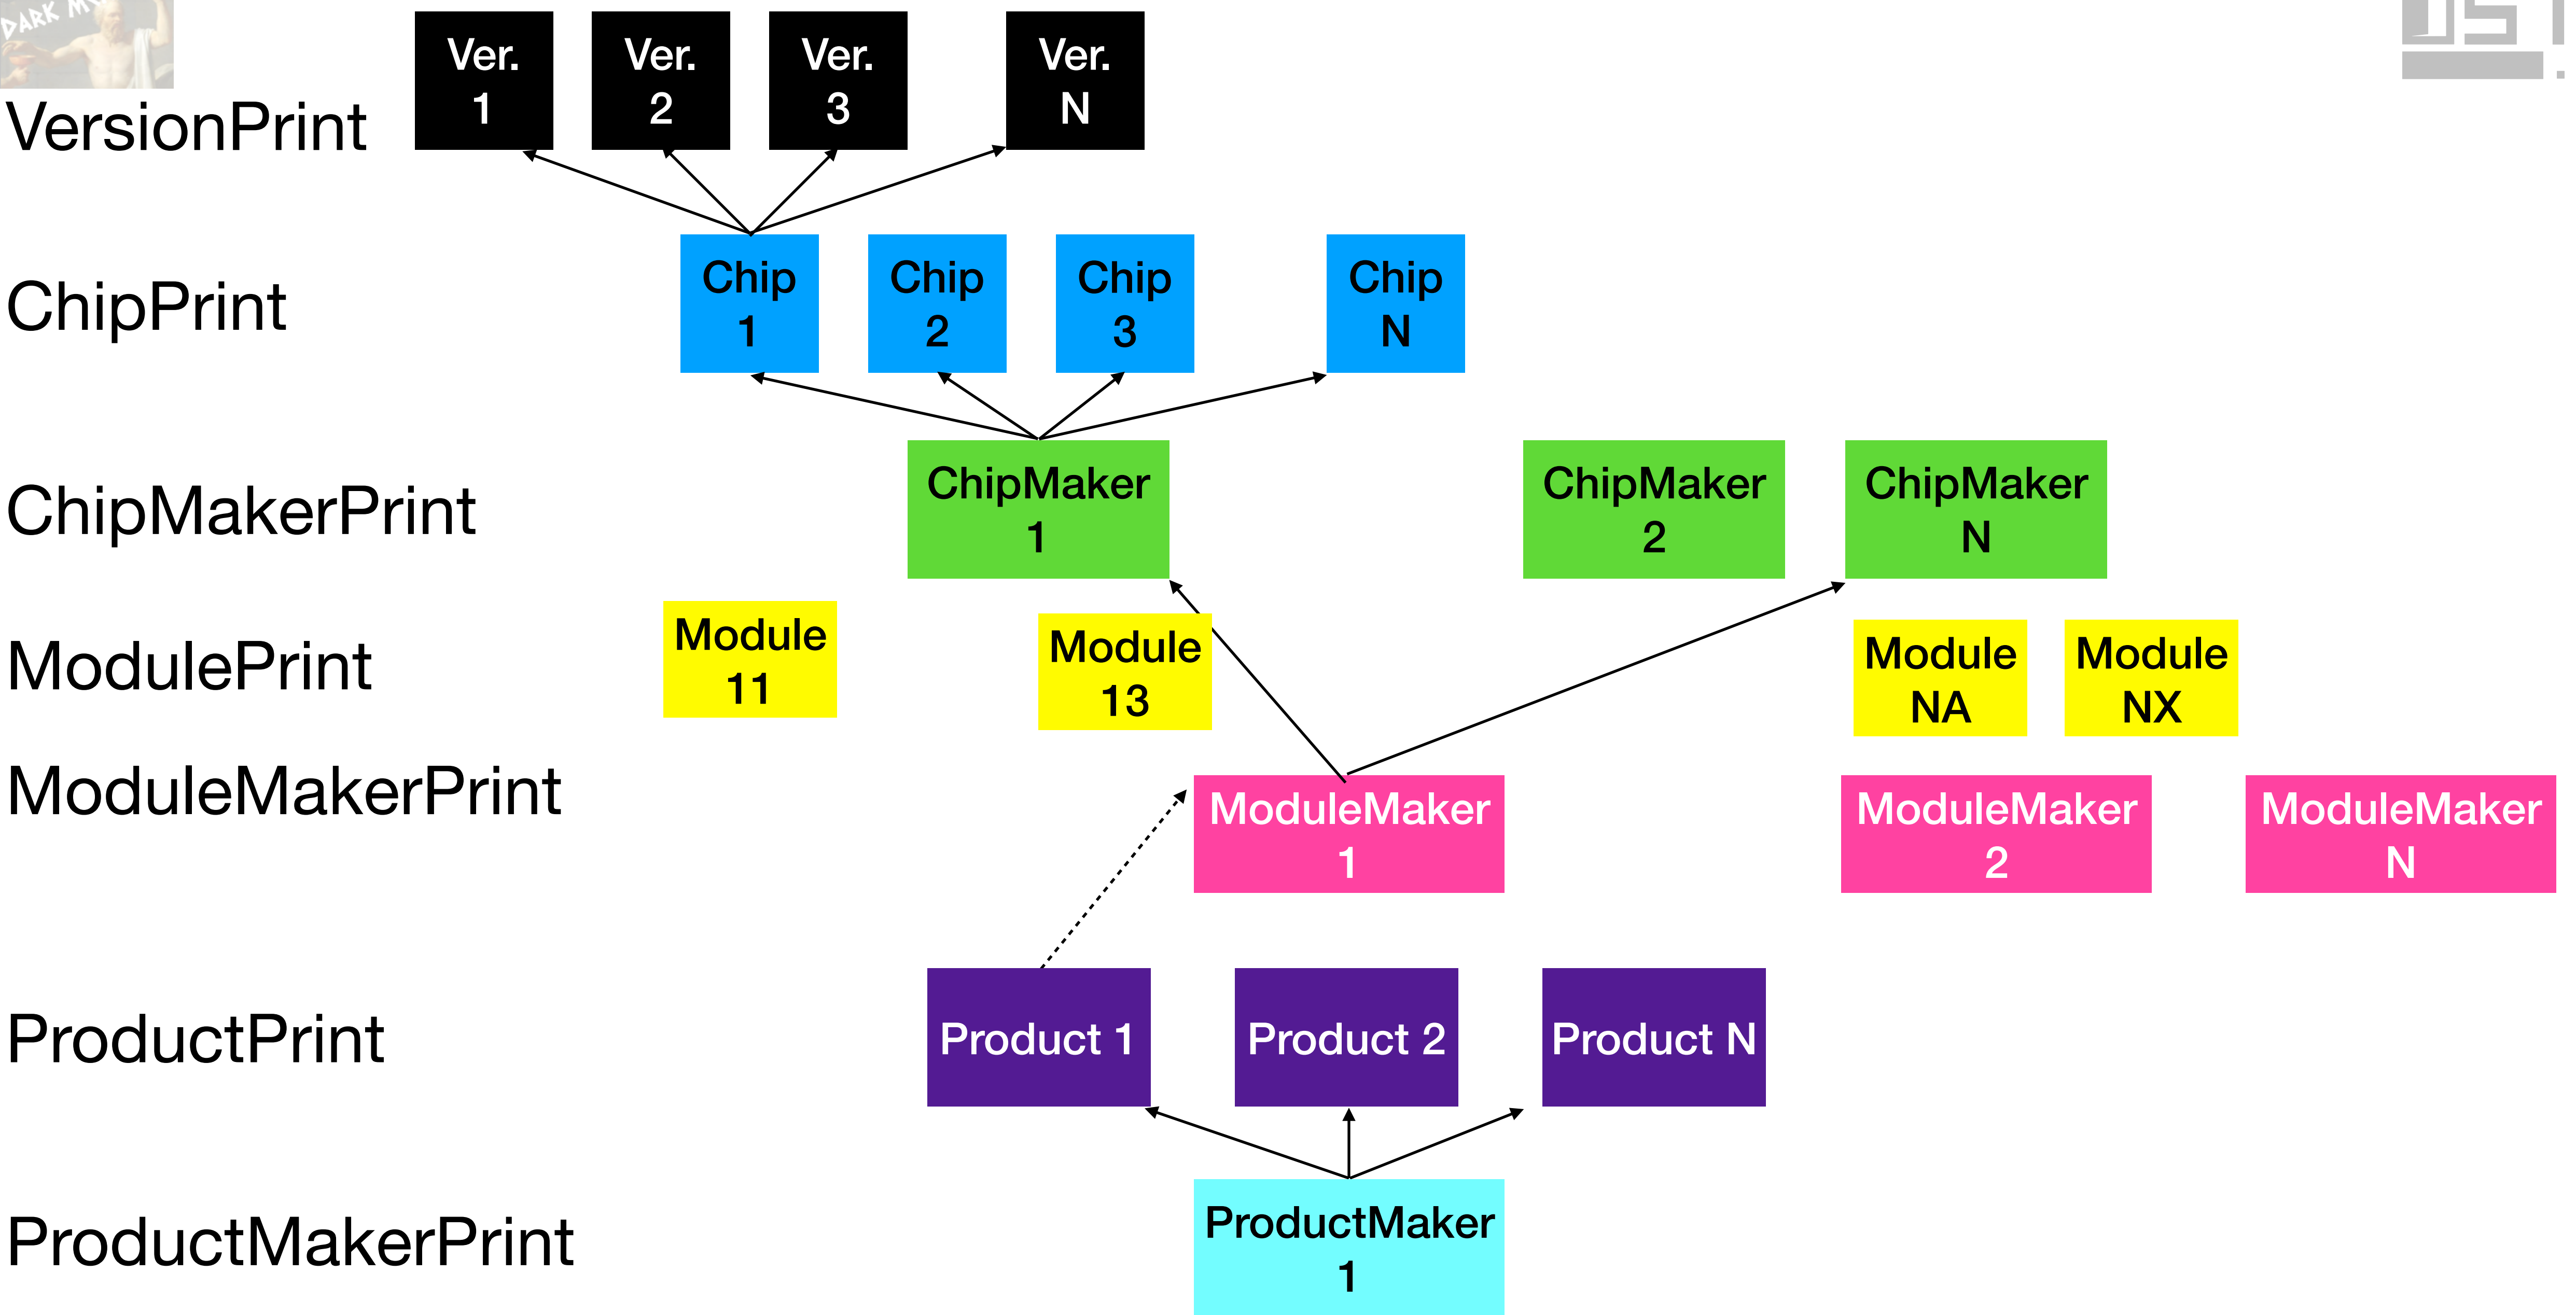 DARK
VersionPrint
Ver.
1
Ver.
2
Ver.
3
Ver.
N
ChipPrint
Chip
1
Chip
2
Chip
3
Chip
N
ChipMakerPrint
ChipMaker
1
ChipMaker
2
ChipMaker
N
ModulePrint
Module
11
Module
13
Module
NA
Module
NX
ModuleMakerPrint
ModuleMaker
1
ModuleMaker
2
ModuleMaker
N
ProductPrint
Product 1
Product 2
Product N
ProductMakerPrint
ProductMaker
1